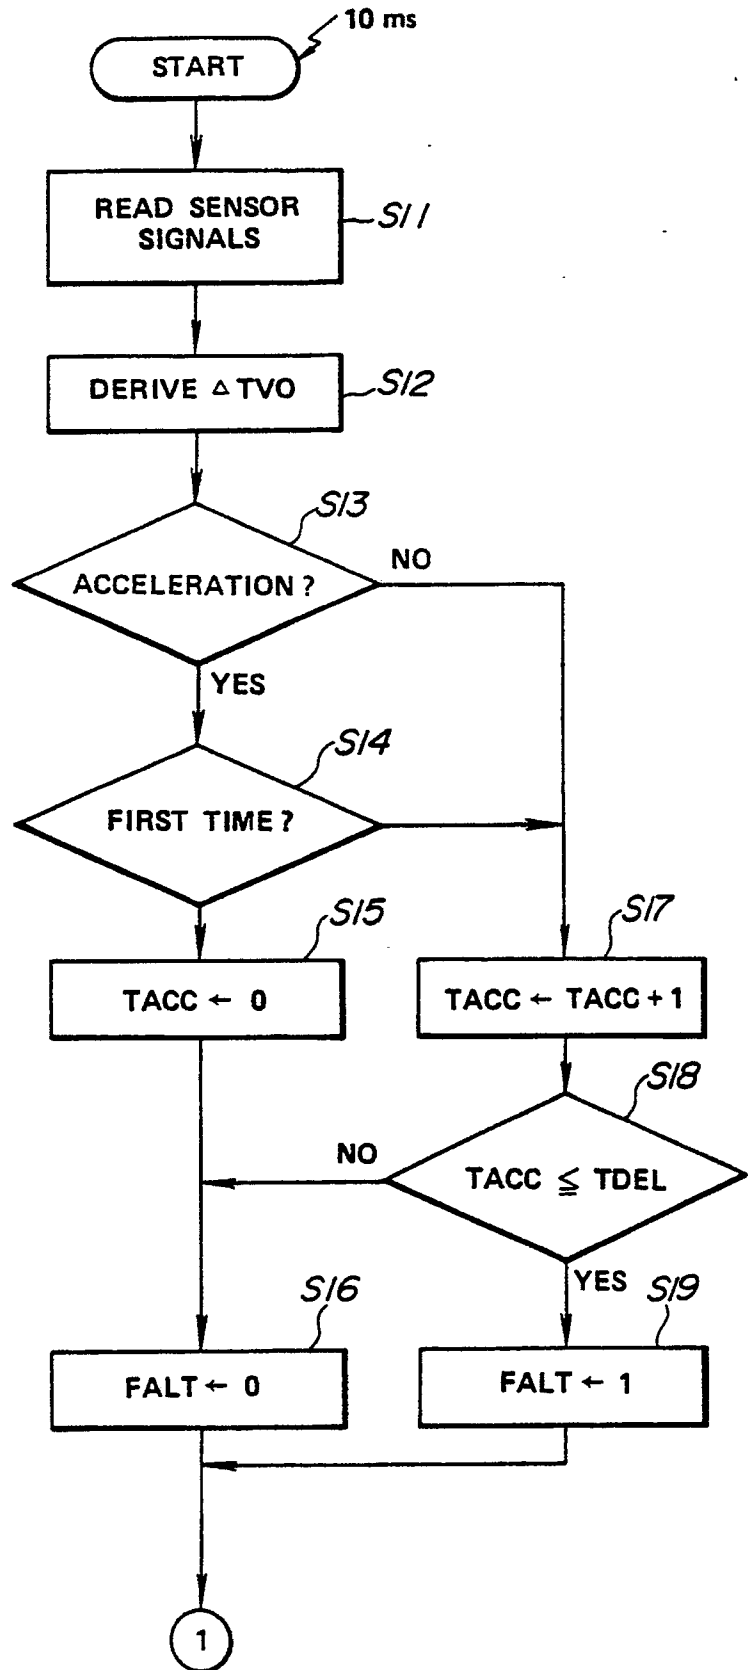 10 ms
START
READ SENSOR
SIGNALS
S11
DERIVE △ TVO
S12
S13
ACCELERATION ?
NO
YES
S14
FIRST TIME ?
S15
TACC ← 0
S17
TACC ← TACC + 1
S18
TACC ≦ TDEL
NO
YES
S16
FALT ← 0
S19
FALT ← 1
1